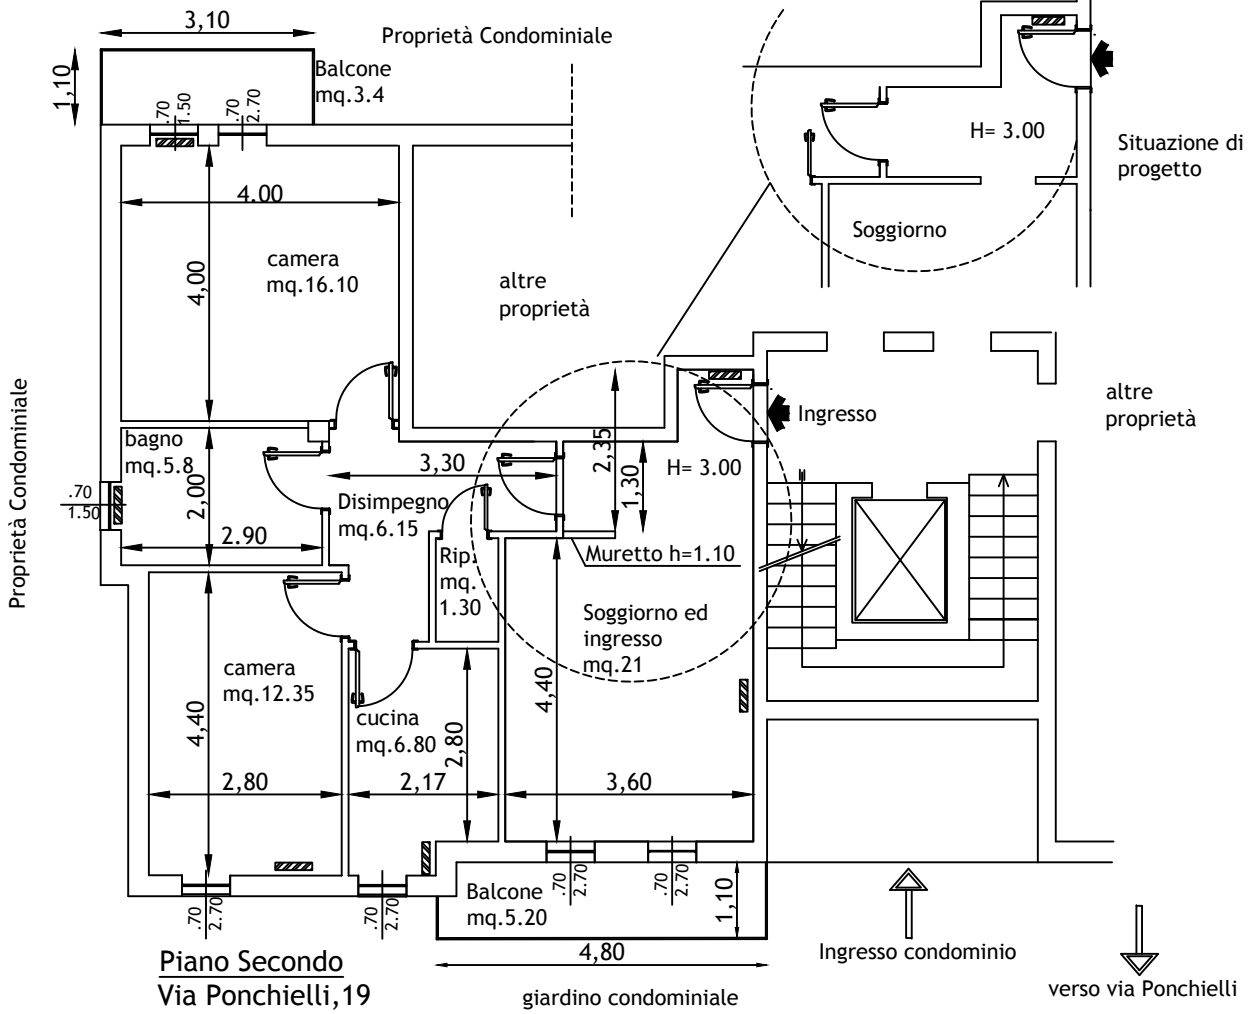 3,10
Proprietà Condominiale
1,10
Balcone
mq.3.4
.70
1.50
.70
2.70
H= 3.00
Situazione di
progetto
Soggiorno
4.00
4,00
camera
mq.16.10
altre
proprietà
Proprietà Condominiale
bagno
mq.5.8
2,00
2.90
.70
1.50
3,30
Disimpegno
mq.6.15
2,35
1,30
H= 3.00
Ingresso
altre
proprietà
Rip.
mq.
1.30
Muretto h=1.10
Soggiorno ed
ingresso
mq.21
camera
mq.12.35
4,40
2,80
cucina
mq.6.80
2,80
2,17
4,40
3,60
.70
2.70
.70
2.70
.70
2.70
.70
2.70
Balcone
mq.5.20
1,10
4,80
Piano Secondo
Via Ponchielli,19
giardino condominiale
Ingresso condominio
verso via Ponchielli